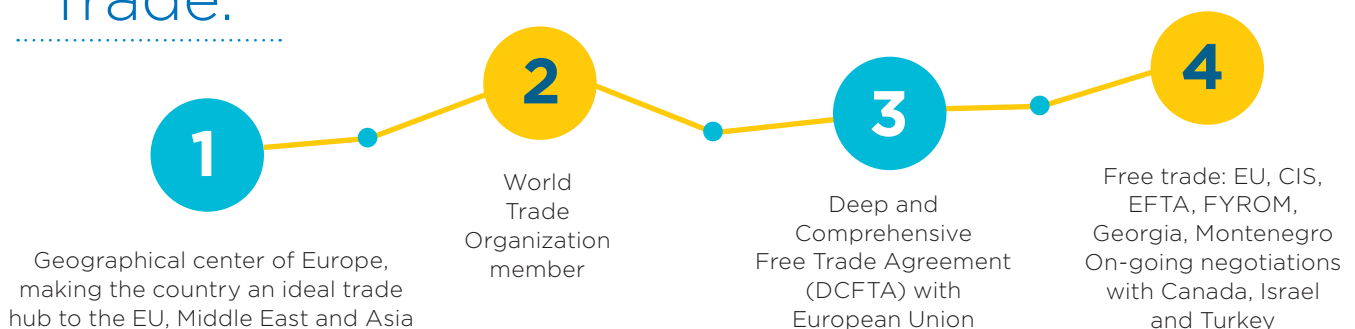 Trade:
1
Geographical center of Europe,
making the country an ideal trade
hub to the EU, Middle East and Asia
2
World
Trade
Organization
member
3
Deep and
Comprehensive
Free Trade Agreement
(DCFTA) with
European Union
4
Free trade: EU, CIS,
EFTA, FYROM,
Georgia, Montenegro
On-going negotiations
with Canada, Israel
and Turkey